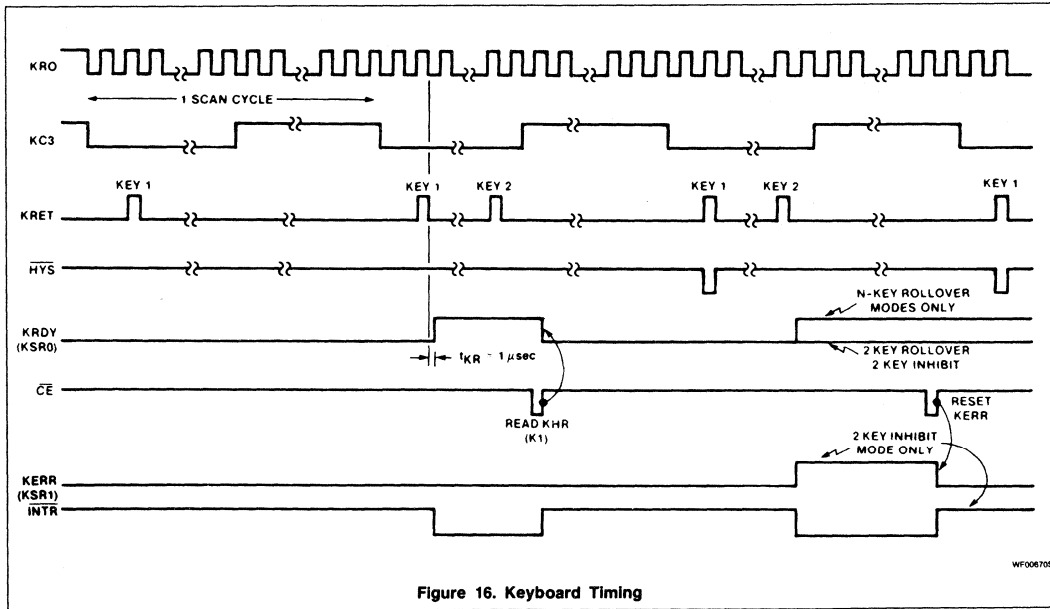 KRO
1 SCAN CYCLE
KC3
KEY 1
KEY 1
KEY 2
KEY 1
KEY 2
KEY 1
KRET
HYS
N-KEY ROLLOVER
MODES ONLY
KRDY
(KSR0)
tKR ~ 1 μsec
2 KEY ROLLOVER
2 KEY INHIBIT
CE
READ KHR
(K1)
RESET
KERR
2 KEY INHIBIT
MODE ONLY
KERR
(KSR1)
INTR
WF006705
Figure 16. Keyboard Timing